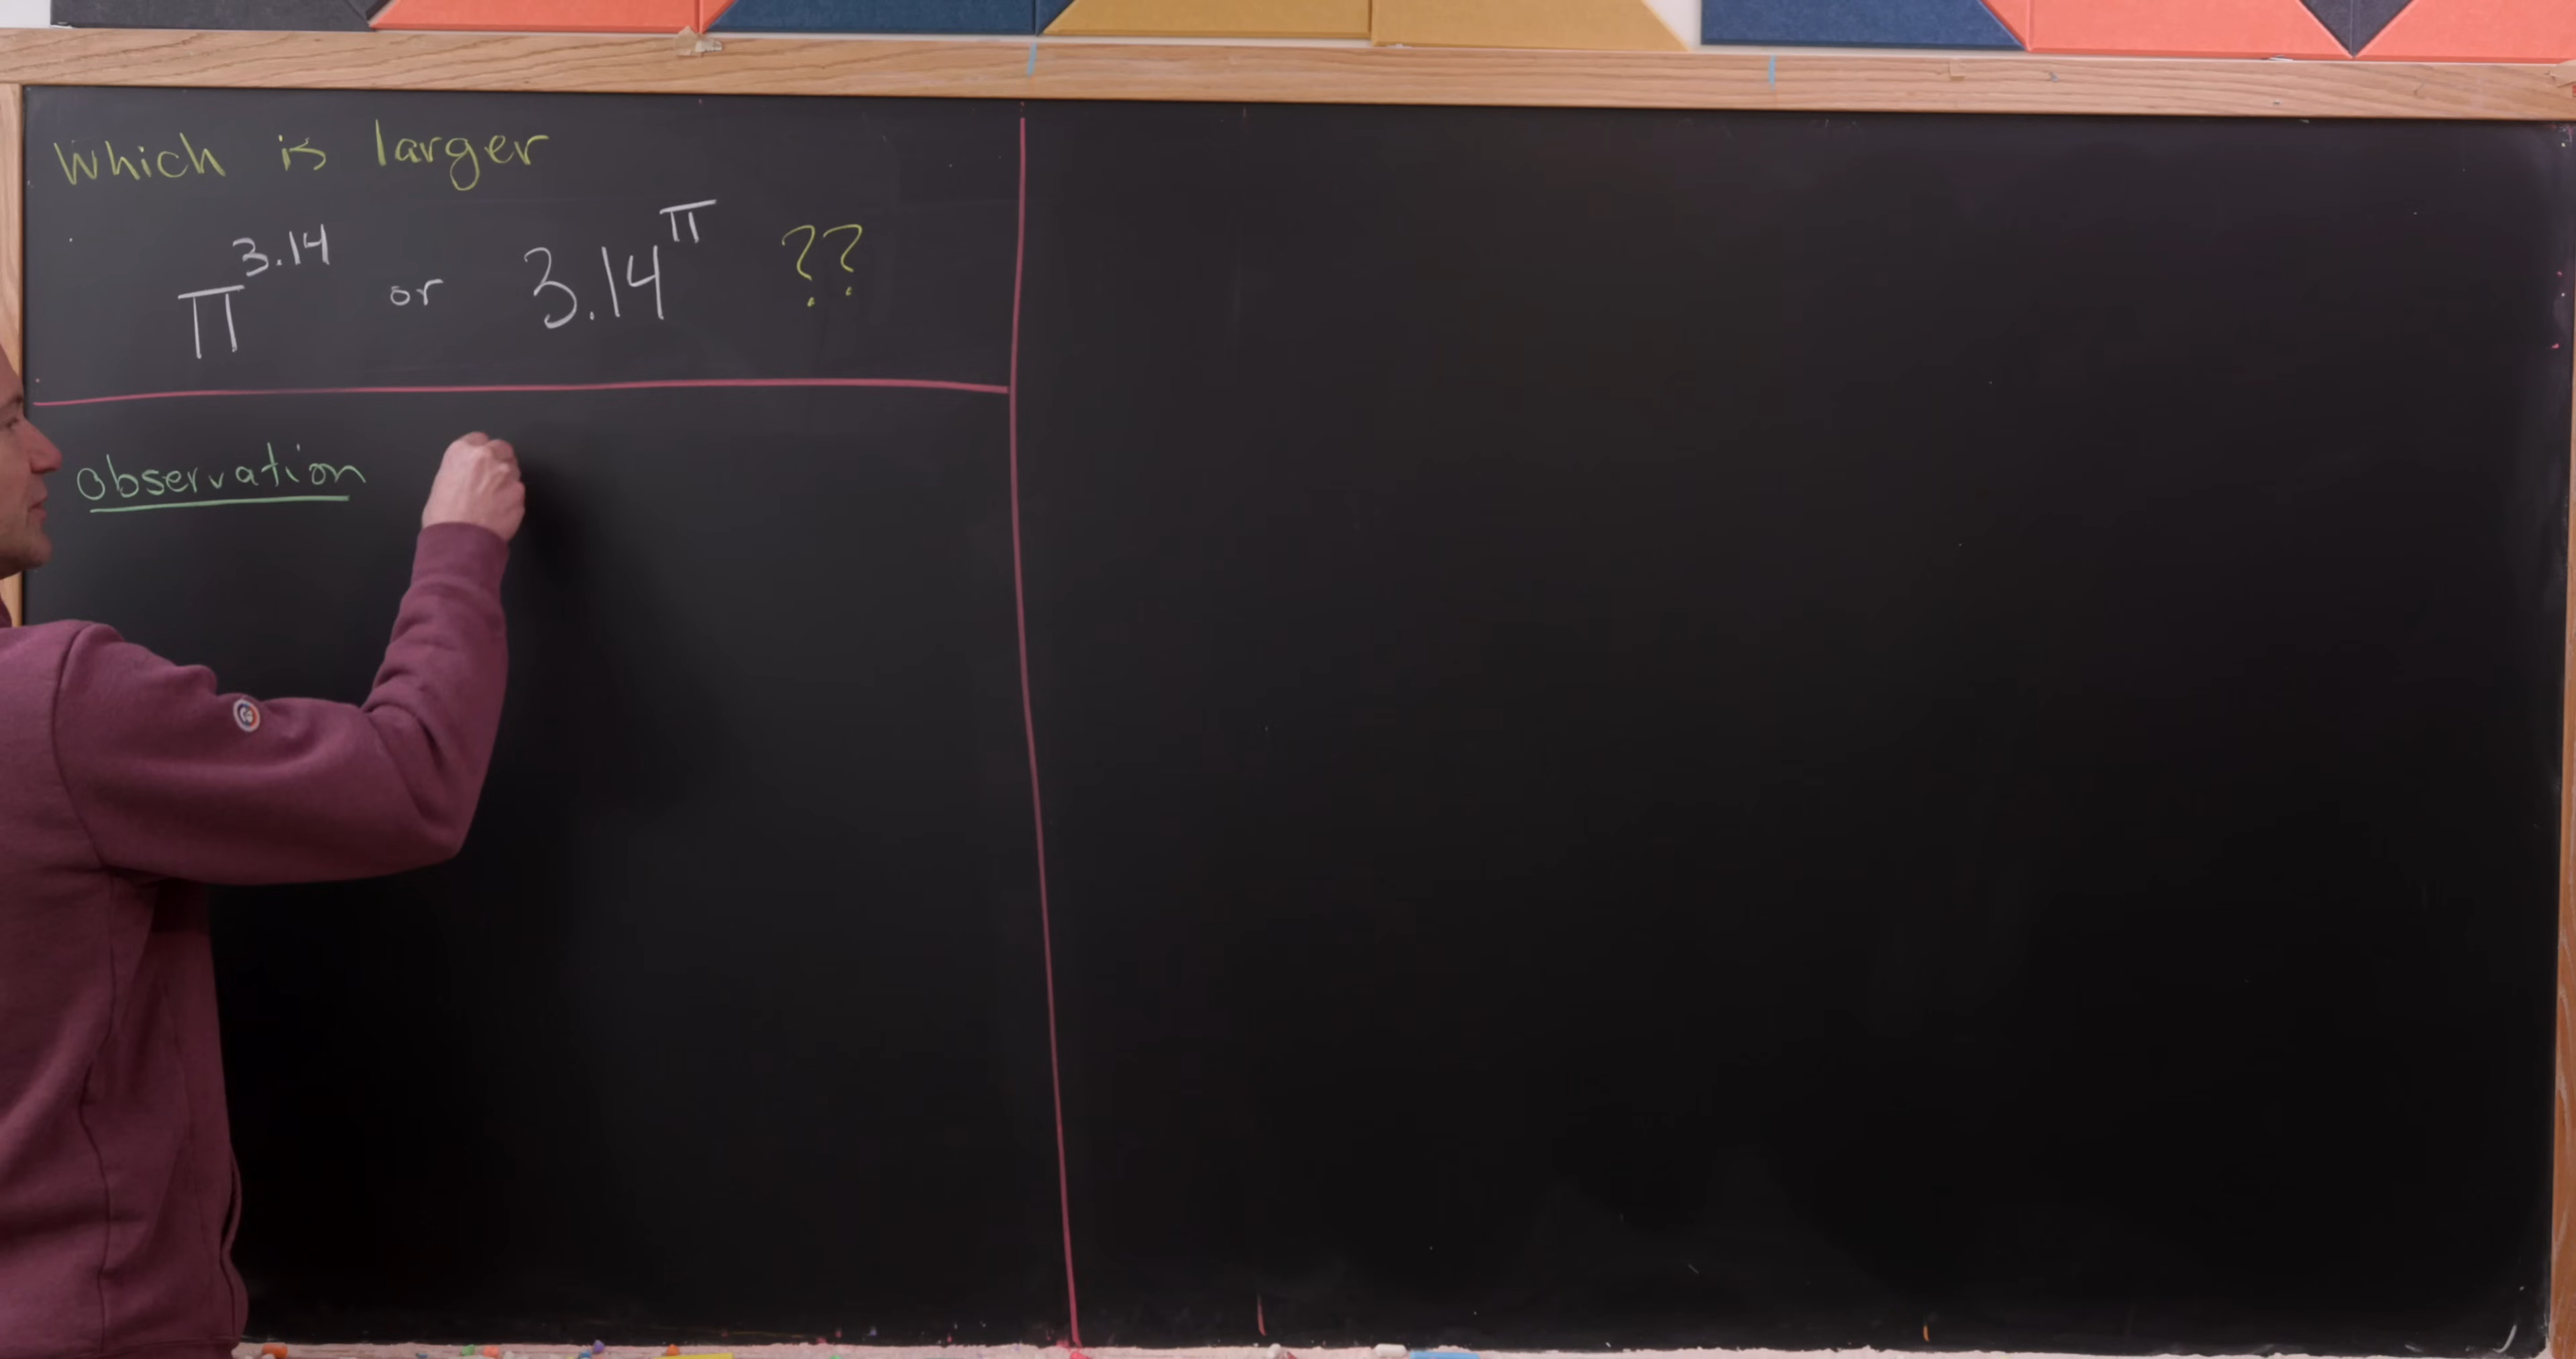 Which is larger
π^3.14 or 3.14^π ??
observation